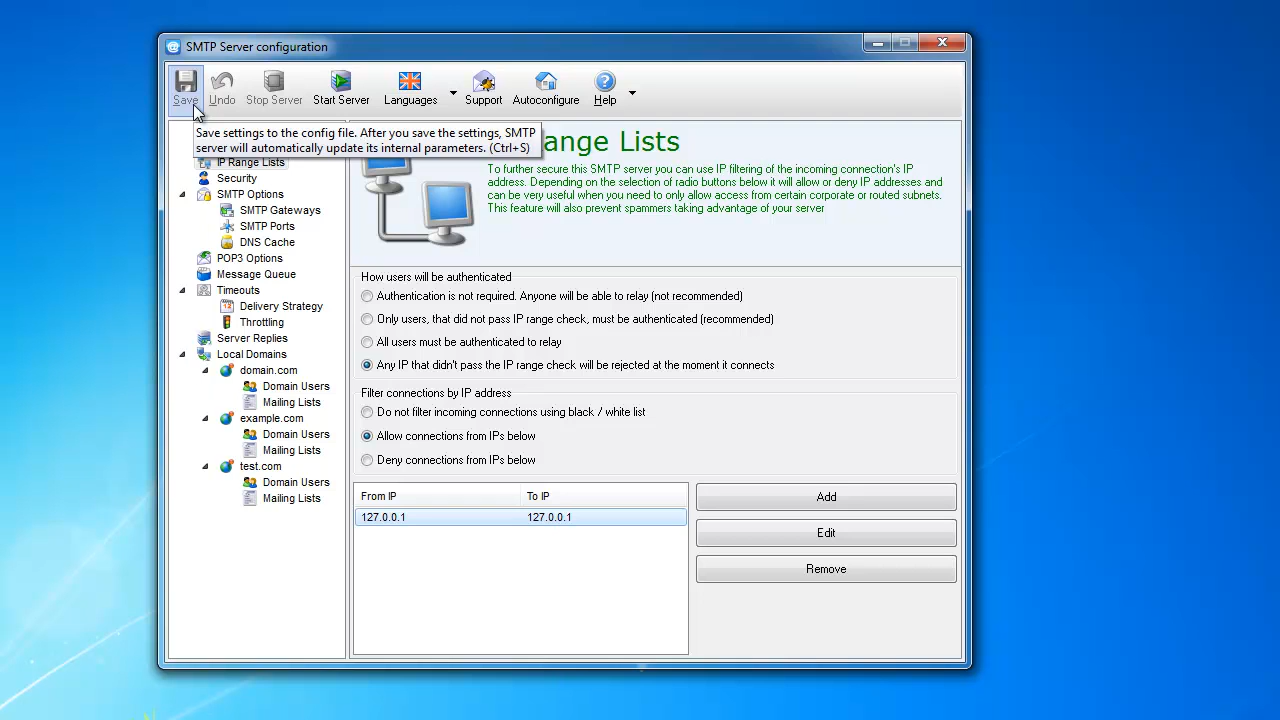 SMTP Server configuration
Save
Undo
Stop Server
Start Server
Languages
Support
Autoconfigure
Help
Save settings to the config file. After you save the settings, SMTP
server will automatically update its internal parameters. (Ctrl+S)
IP Range Lists
Security
SMTP Options
SMTP Gateways
SMTP Ports
DNS Cache
POP3 Options
Message Queue
Timeouts
Delivery Strategy
Throttling
Server Replies
Local Domains
domain.com
Domain Users
Mailing Lists
example.com
Domain Users
Mailing Lists
test.com
Domain Users
Mailing Lists
ange Lists
To further secure this SMTP server you can use IP filtering of the incoming connection's IP
address. Depending on the selection of radio buttons below it will allow or deny IP addresses and
can be very useful when you need to only allow access from certain corporate or routed subnets.
This feature will also prevent spammers taking advantage of your server
How users will be authenticated
Authentication is not required. Anyone will be able to relay (not recommended)
Only users, that did not pass IP range check, must be authenticated (recommended)
All users must be authenticated to relay
Any IP that didn't pass the IP range check will be rejected at the moment it connects
Filter connections by IP address
Do not filter incoming connections using black / white list
Allow connections from IPs below
Deny connections from IPs below
From IP
To IP
127.0.0.1
127.0.0.1
Add
Edit
Remove